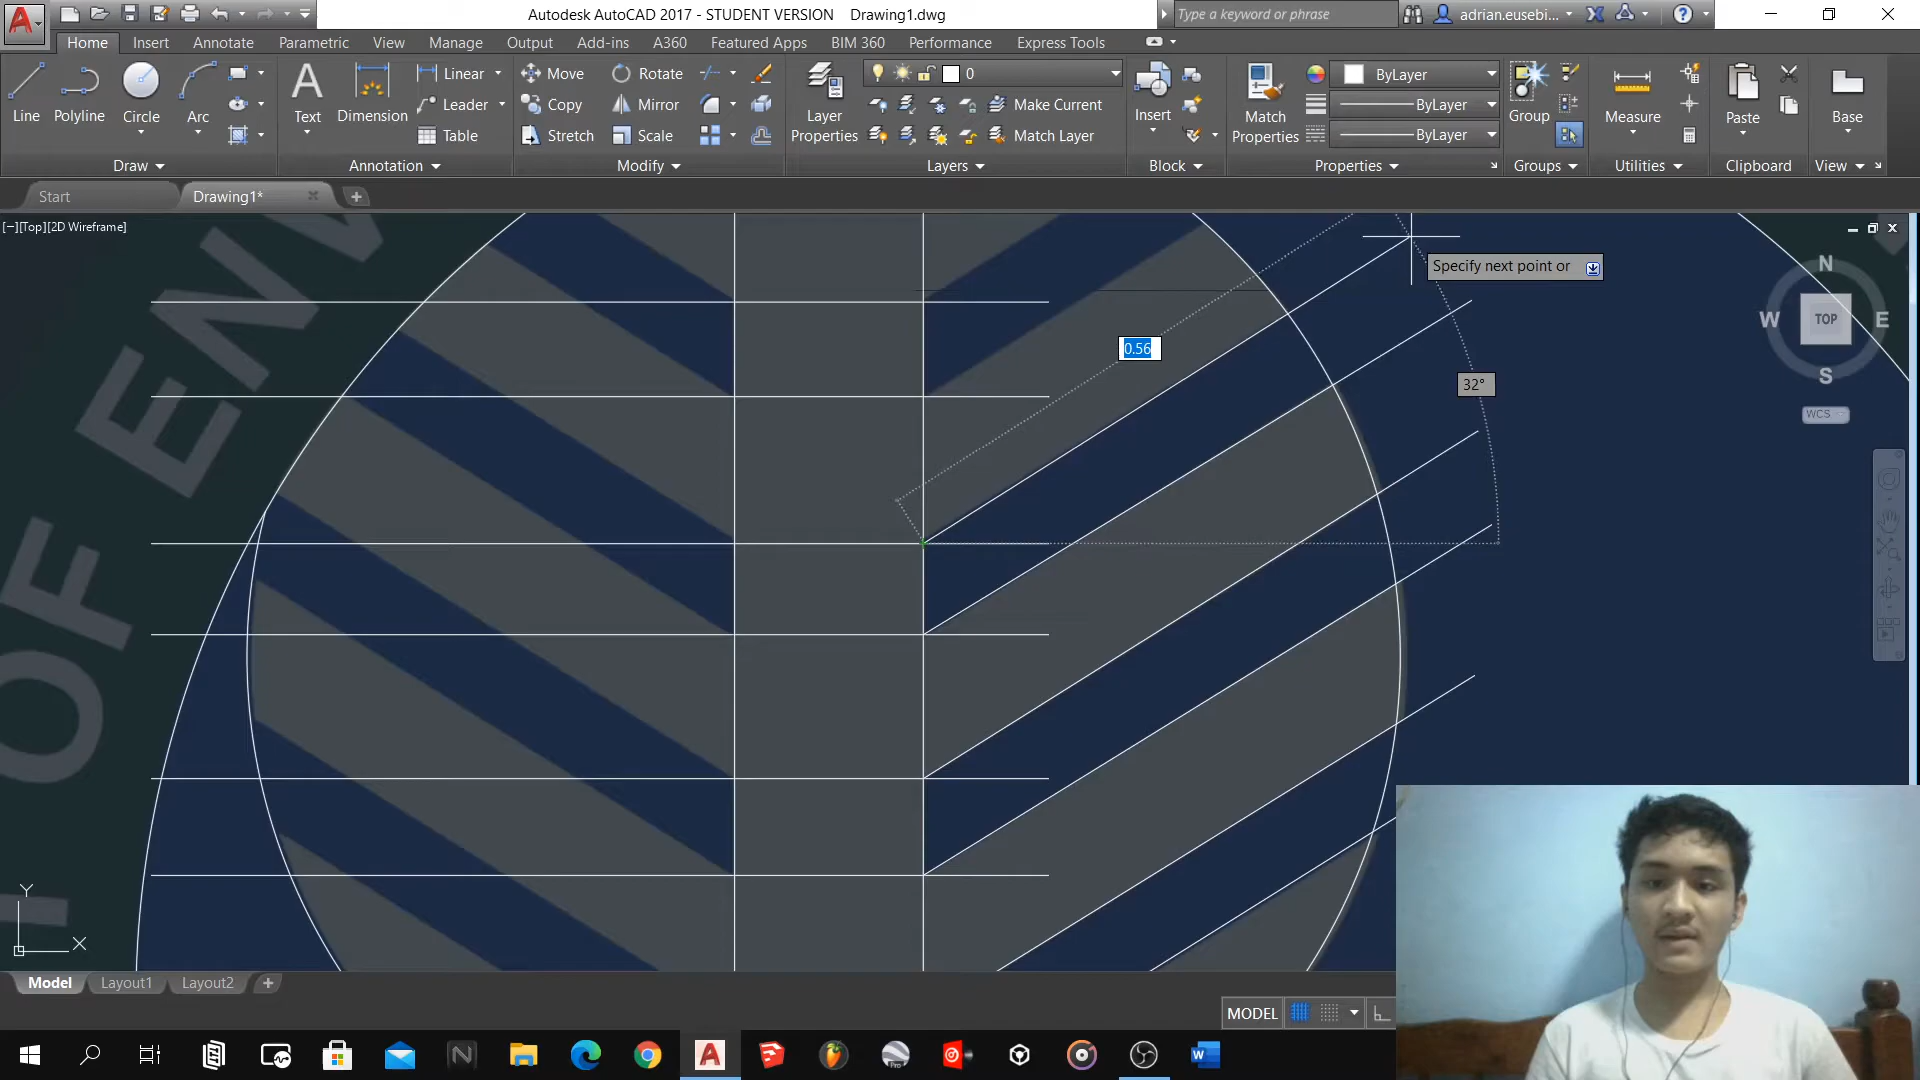 Autodesk AutoCAD 2017 - STUDENT VERSION Drawing1.dwg
Type a keyword or phrase
adrian.eusebi...
Home Insert Annotate Parametric View Manage Output Add-ins A360 Featured Apps BIM 360 Performance Express Tools
Line Polyline Circle Arc
Draw
Text Dimension
Linear
Leader
Table
Annotation
Move Rotate
Copy Mirror
Stretch Scale
Modify
Layer Properties
0
Make Current
Match Layer
Layers
Insert
Block
Match Properties
ByLayer
ByLayer
ByLayer
Properties
Group
Groups
Measure
Utilities
Paste
Clipboard
Base
View
Start Drawing1*
[−][Top][2D Wireframe]
Specify next point or
0.56
32°
N
W TOP E
S
WCS
OF ENV
Y
X
Model Layout1 Layout2
MODEL